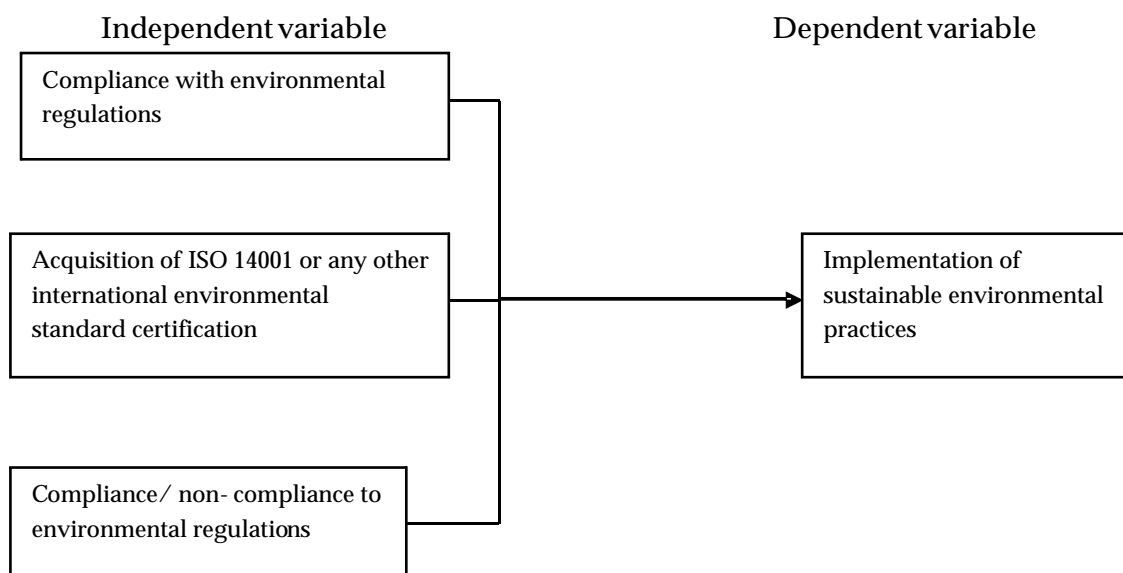 Independent variable
Dependent variable
Compliance with environmental
regulations
Acquisition of ISO 14001 or any other
international environmental
standard certification
Implementation of
sustainable environmental
practices
Compliance/ non- compliance to
environmental regulations